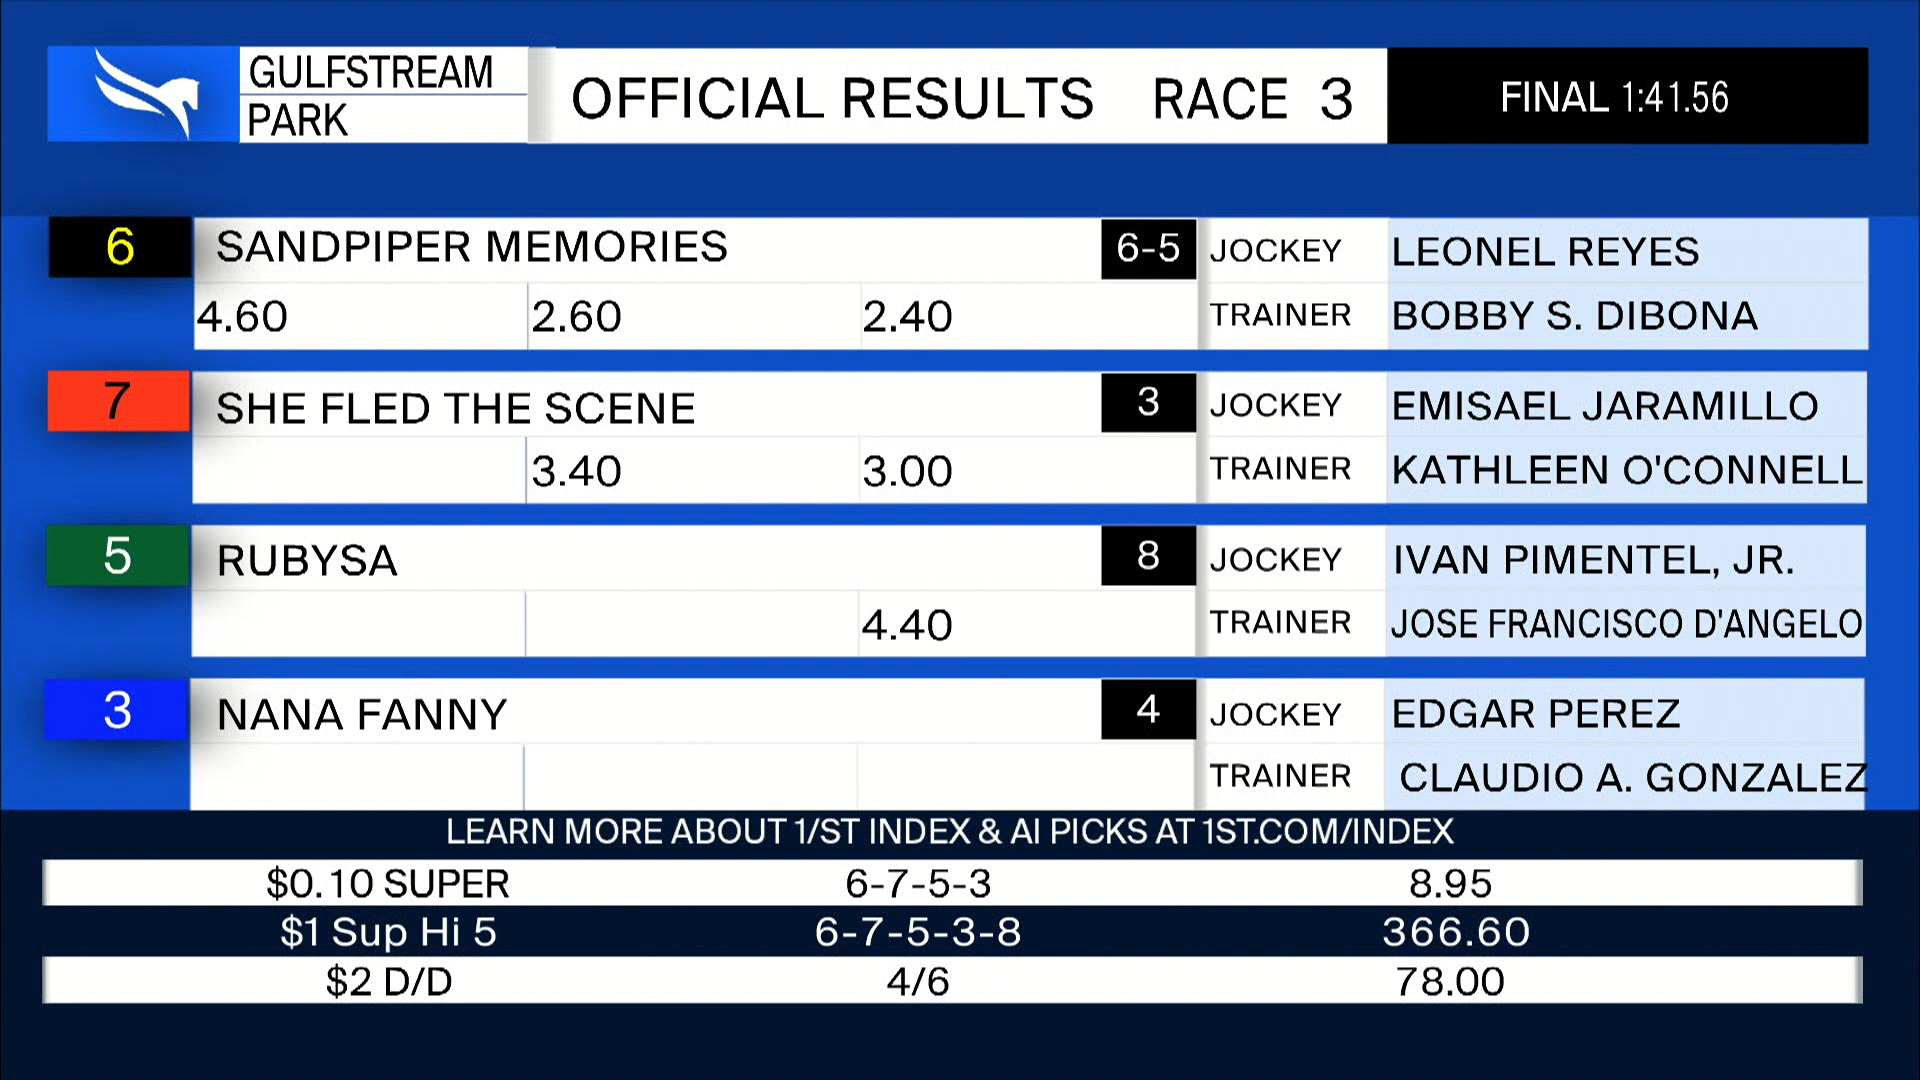 GULFSTREAM
PARK
OFFICIAL RESULTS RACE 3
FINAL 1:41.56
6 SANDPIPER MEMORIES 6-5 JOCKEY LEONEL REYES
4.60 2.60 2.40 TRAINER BOBBY S. DIBONA
7 SHE FLED THE SCENE 3 JOCKEY EMISAEL JARAMILLO
3.40 3.00 TRAINER KATHLEEN O'CONNELL
5 RUBYSA 8 JOCKEY IVAN PIMENTEL, JR.
4.40 TRAINER JOSE FRANCISCO D'ANGELO
3 NANA FANNY 4 JOCKEY EDGAR PEREZ
TRAINER CLAUDIO A. GONZALEZ
LEARN MORE ABOUT 1/ST INDEX & AI PICKS AT 1ST.COM/INDEX
$0.10 SUPER 6-7-5-3 8.95
$1 Sup Hi 5 6-7-5-3-8 366.60
$2 D/D 4/6 78.00